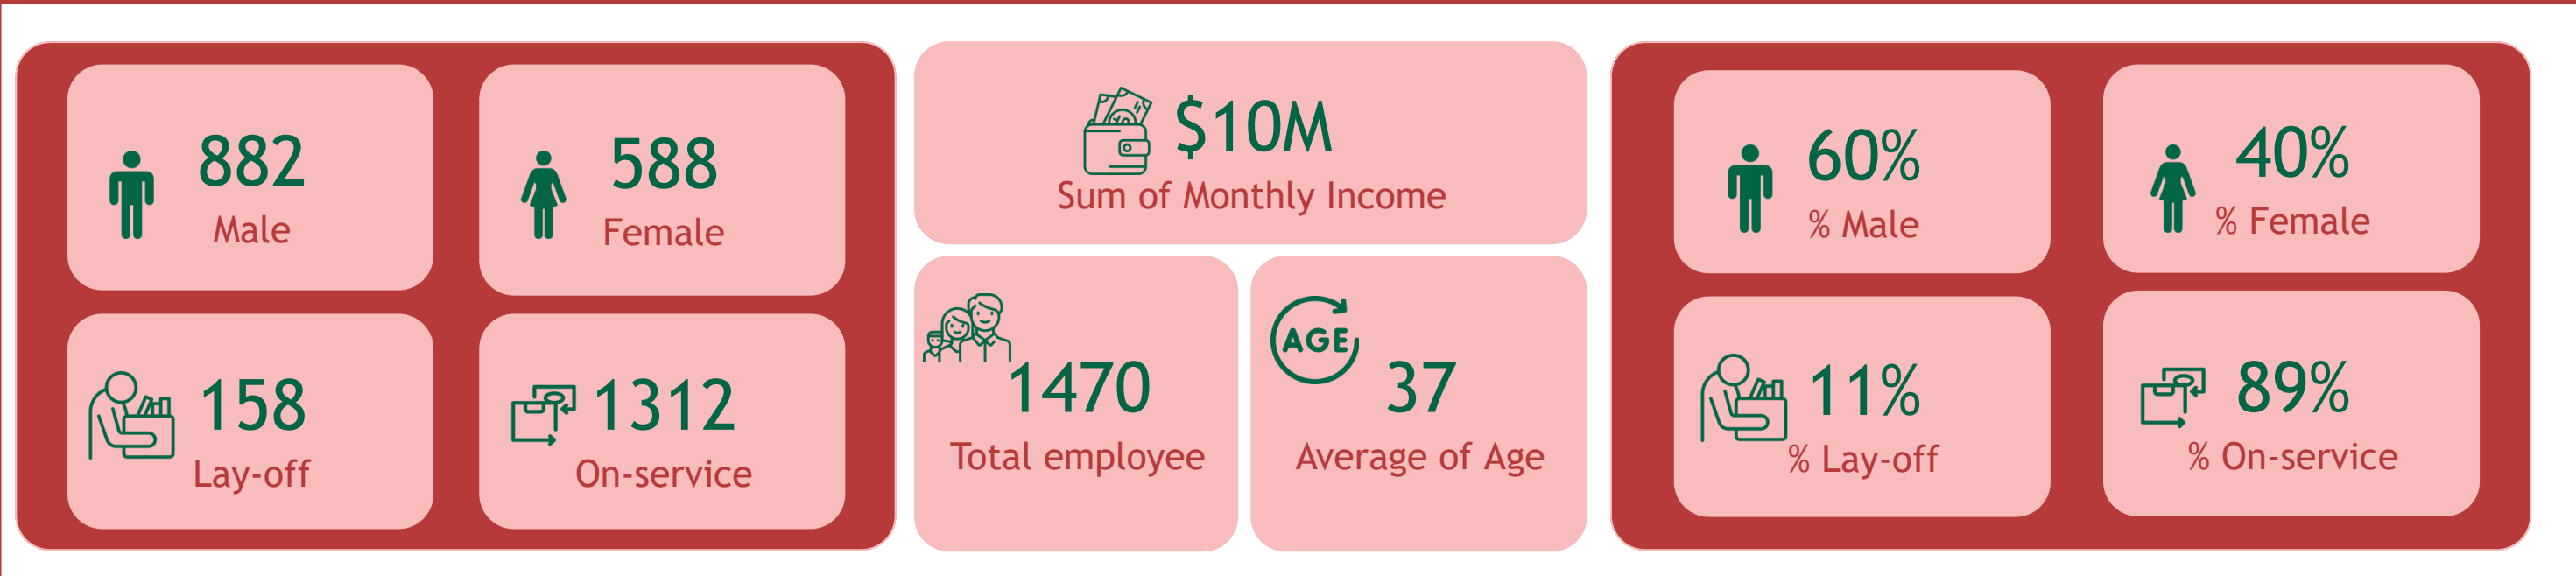 882
Male
588
Female
158
Lay-off
1312
On-service
$10M
Sum of Monthly Income
1470
Total employee
AGE
37
Average of Age
60%
% Male
40%
% Female
11%
% Lay-off
89%
% On-service